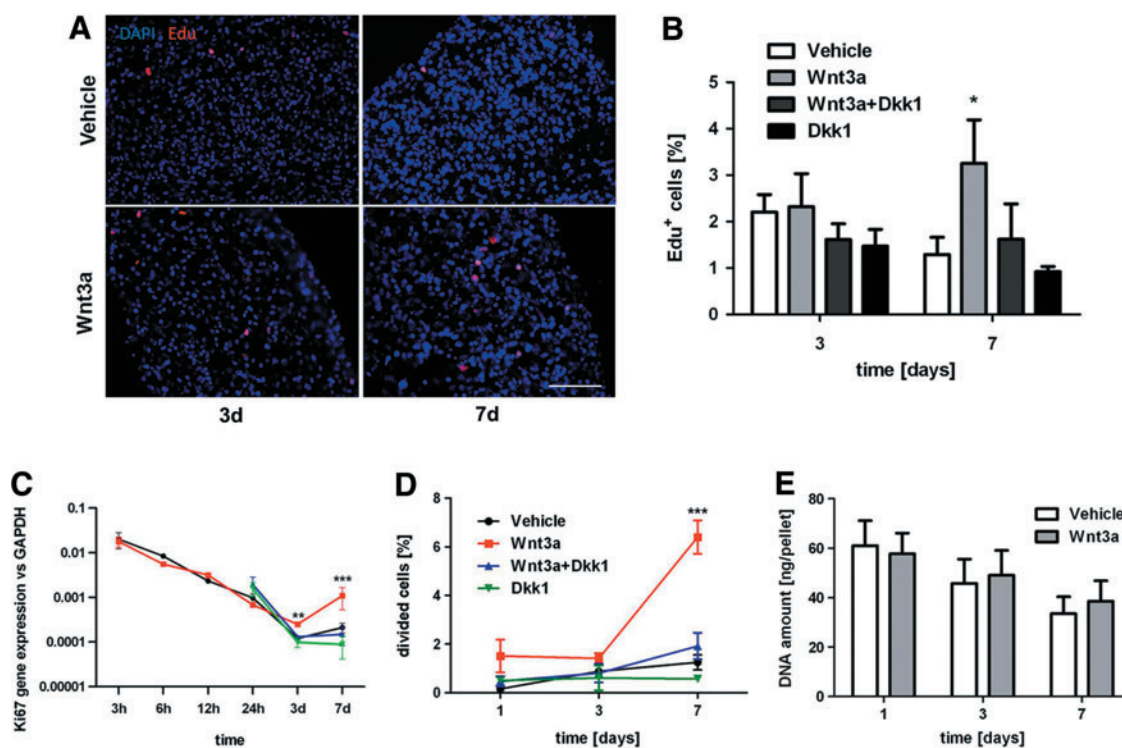 A
DAPI Edu
Vehicle
Wnt3a
3d
7d
B
Vehicle
Wnt3a
Wnt3a+Dkk1
Dkk1
*
Edu⁺ cells [%]
5
4
3
2
1
0
3
7
time [days]
C
Ki67 gene expression vs GAPDH
0.1
0.01
0.001
0.0001
0.00001
**
***
3h
6h
12h
24h
3d
7d
time
D
divided cells [%]
8
6
4
2
0
Vehicle
Wnt3a
Wnt3a+Dkk1
Dkk1
***
1
3
7
time [days]
E
DNA amount [ng/pellet]
80
60
40
20
0
Vehicle
Wnt3a
1
3
7
time [days]